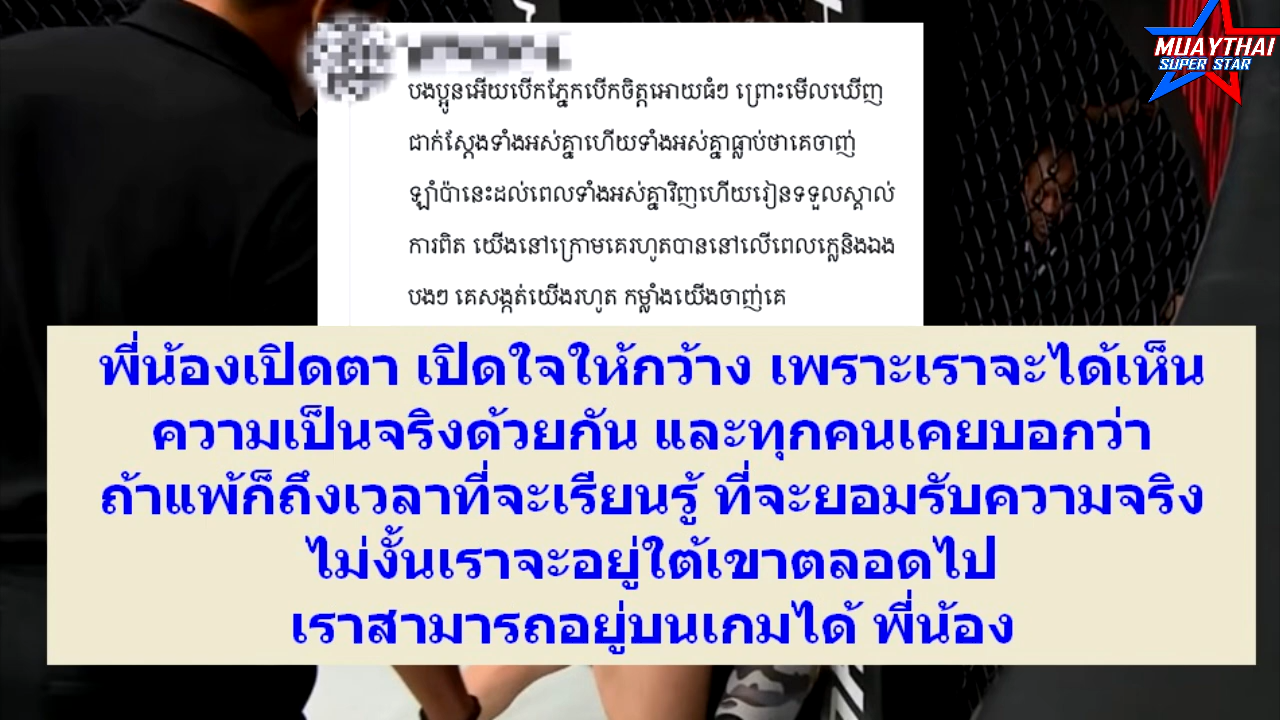 MUAYTHAI
SUPER STAR
បងប្អូនអើយបើកភ្នែកបើកចិត្តអោយធំៗ ព្រោះមើលឃើញ
ជាក់ស្តែងទាំងអស់គ្នាហើយទាំងអស់គ្នាធ្លាប់ថាគេចាញ់
ឡាំប៉ានេះដល់ពេលទាំងអស់គ្នាវិញហើយរៀនទទួលស្គាល់
ការពិត យើងនៅក្រោមគេរហូតបាននៅលើពេលក្លេនិងឯង
បងៗ គេសង្កត់យើងរហូត កម្លាំងយើងចាញ់គេ
พี่น้องเปิดตา เปิดใจให้กว้าง เพราะเราจะได้เห็น
ความเป็นจริงด้วยกัน และทุกคนเคยบอกว่า
ถ้าแพ้ก็ถึงเวลาที่จะเรียนรู้ ที่จะยอมรับความจริง
ไม่งั้นเราจะอยู่ใต้เขาตลอดไป
เราสามารถอยู่บนเกมได้ พี่น้อง